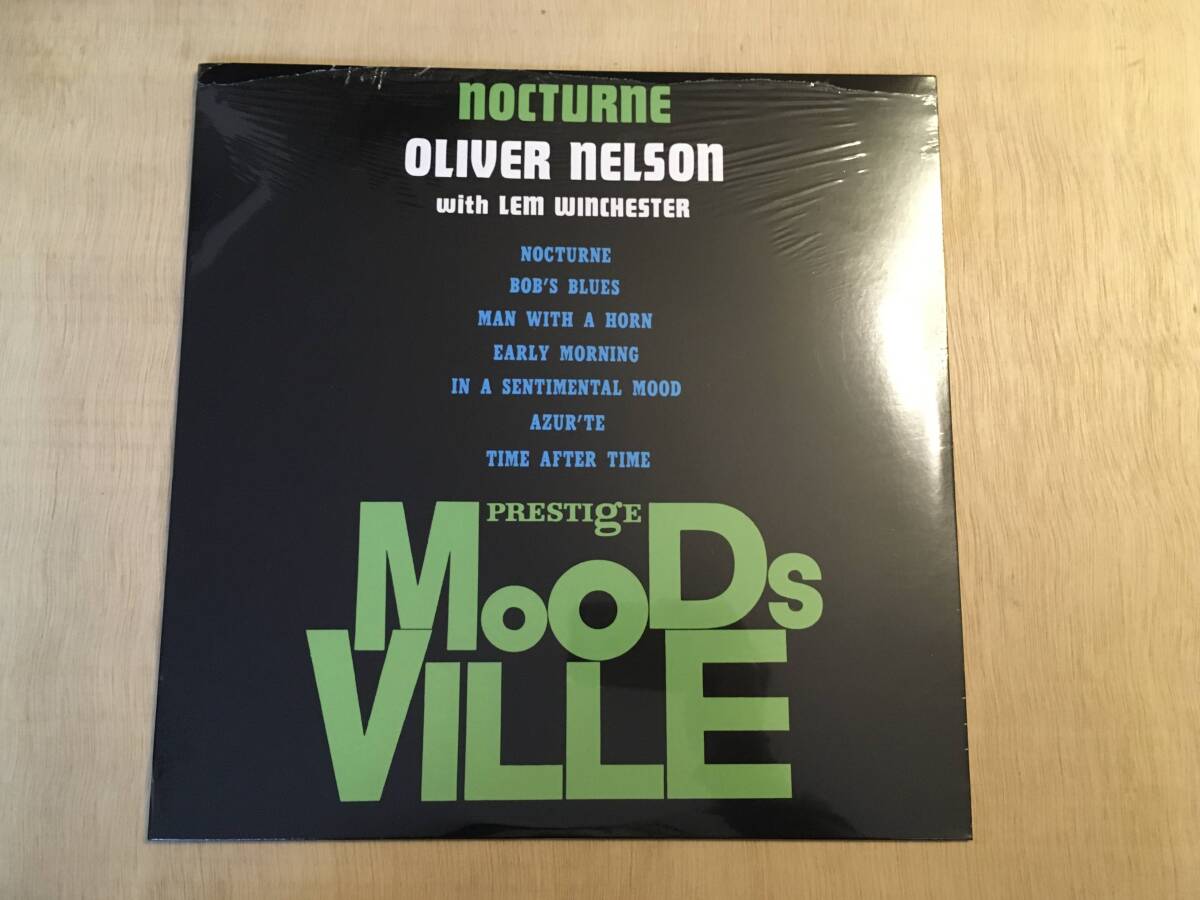 NOCTURNE
OLIVER NELSON
with LEM WINCHESTER
NOCTURNE
BOB'S BLUES
MAN WITH A HORN
EARLY MORNING
IN A SENTIMENTAL MOOD
AZUR'TE
TIME AFTER TIME
PRESTIgE
MOODs
VILLE